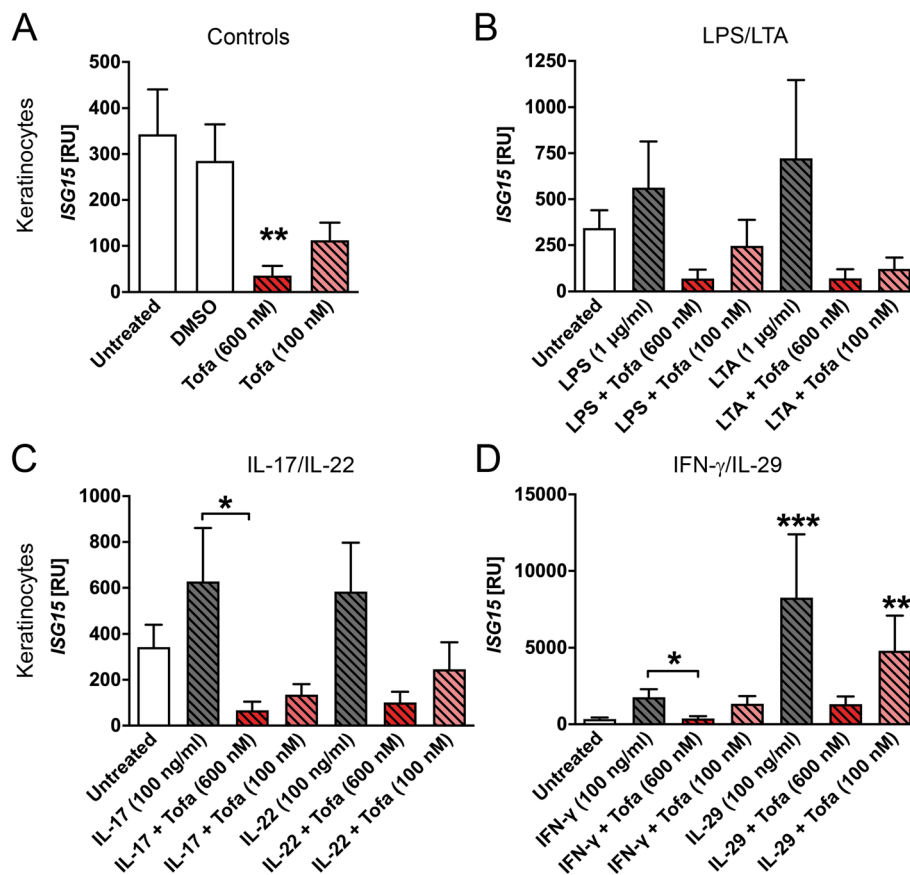 A
Controls
Keratinocytes
ISG15 [RU]
500
400
300
200
100
0
**
Untreated
DMSO
Tofa (600 nM)
Tofa (100 nM)
B
LPS/LTA
ISG15 [RU]
1250
1000
750
500
250
0
Untreated
LPS (1 µg/ml)
LPS + Tofa (600 nM)
LPS + Tofa (100 nM)
LTA (1 µg/ml)
LTA + Tofa (600 nM)
LTA + Tofa (100 nM)
C
IL-17/IL-22
Keratinocytes
ISG15 [RU]
1000
800
600
400
200
0
*
Untreated
IL-17 (100 ng/ml)
IL-17 + Tofa (600 nM)
IL-17 + Tofa (100 nM)
IL-22 (100 ng/ml)
IL-22 + Tofa (600 nM)
IL-22 + Tofa (100 nM)
D
IFN-γ/IL-29
ISG15 [RU]
15000
10000
5000
0
*
***
**
Untreated
IFN-γ (100 ng/ml)
IFN-γ + Tofa (600 nM)
IFN-γ + Tofa (100 nM)
IL-29 (100 ng/ml)
IL-29 + Tofa (600 nM)
IL-29 + Tofa (100 nM)